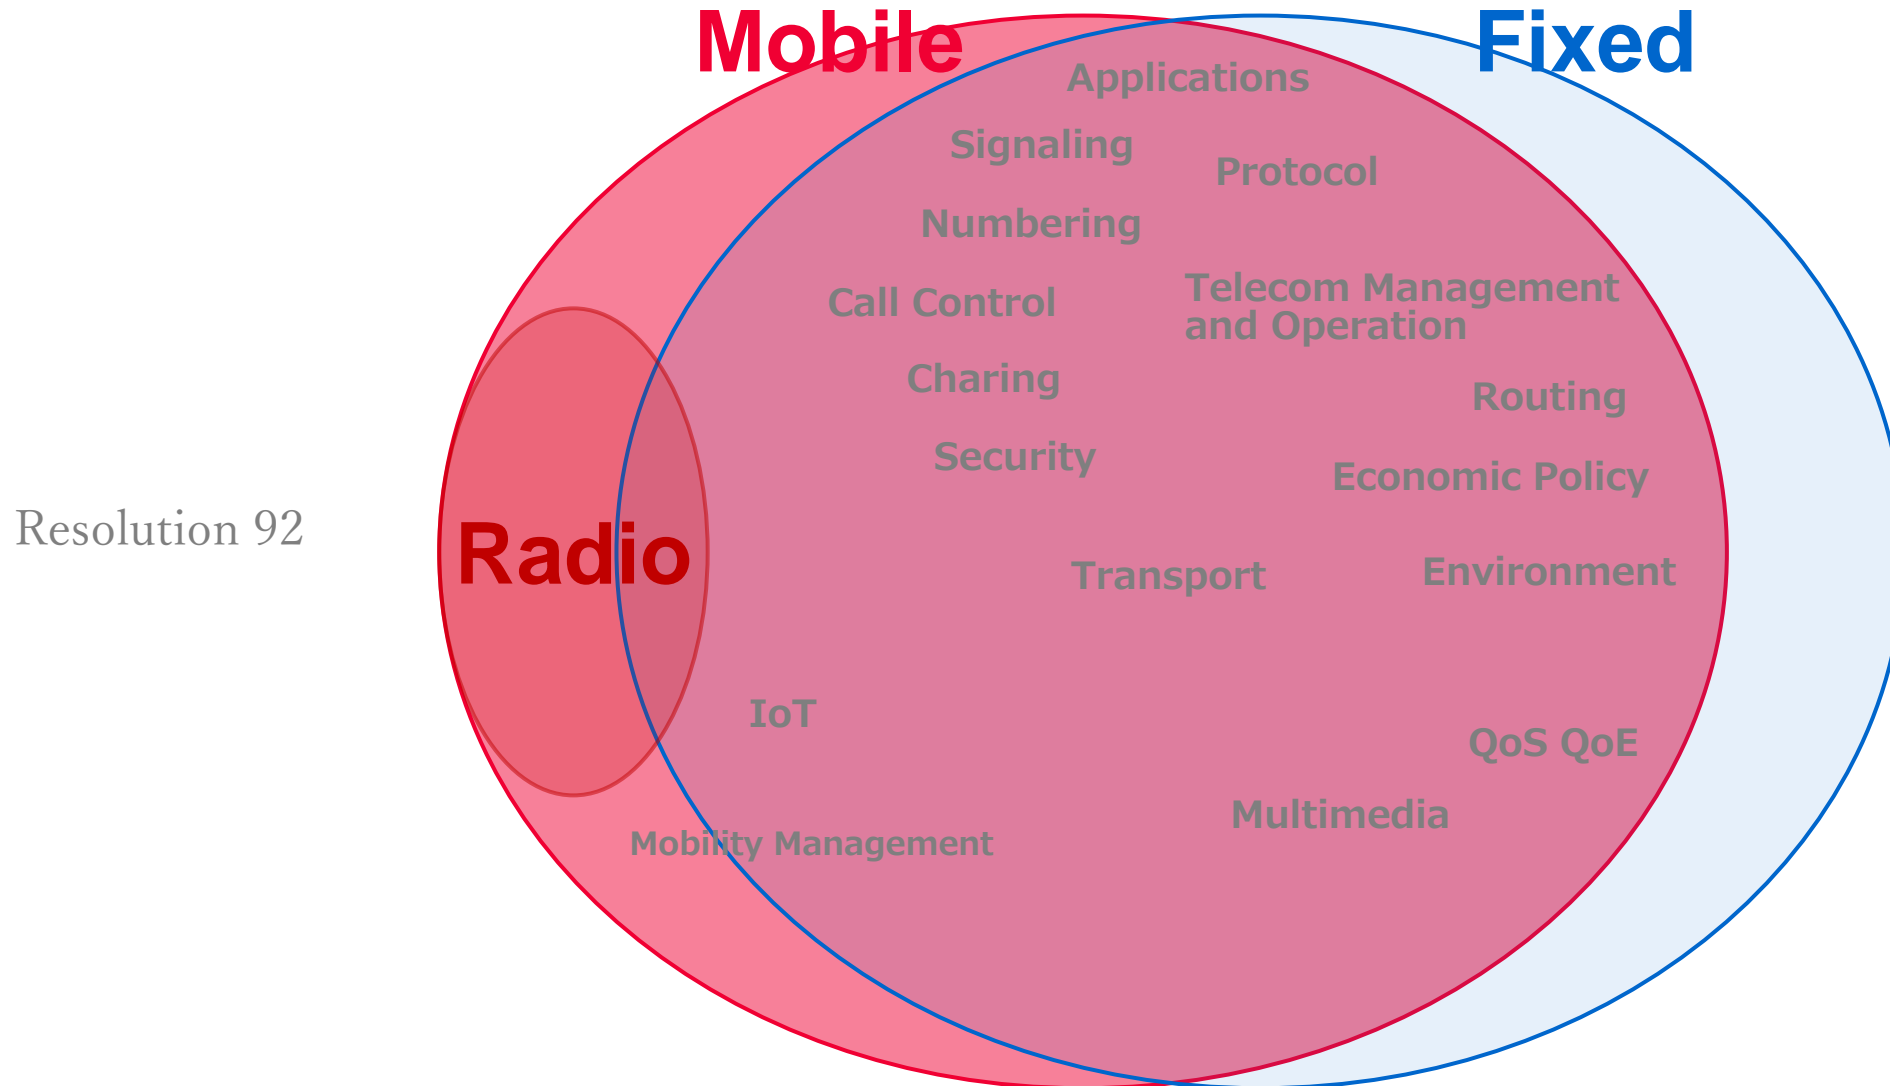 Mobile
Fixed
Applications
Signaling
Protocol
Numbering
Telecom Management
and Operation
Call Control
Charing
Routing
Security
Economic Policy
Resolution 92
Radio
Transport
Environment
IoT
QoS QoE
Multimedia
Mobility Management